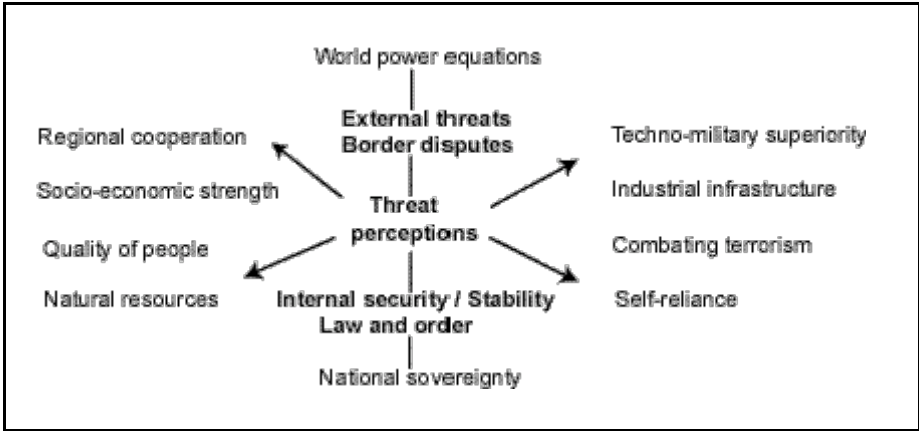 World power equations
External threats
Border disputes
Regional cooperation
Techno-military superiority
Socio-economic strength
Industrial infrastructure
Threat
perceptions
Quality of people
Combating terrorism
Natural resources
Internal security / Stability
Self-reliance
Law and order
National sovereignty